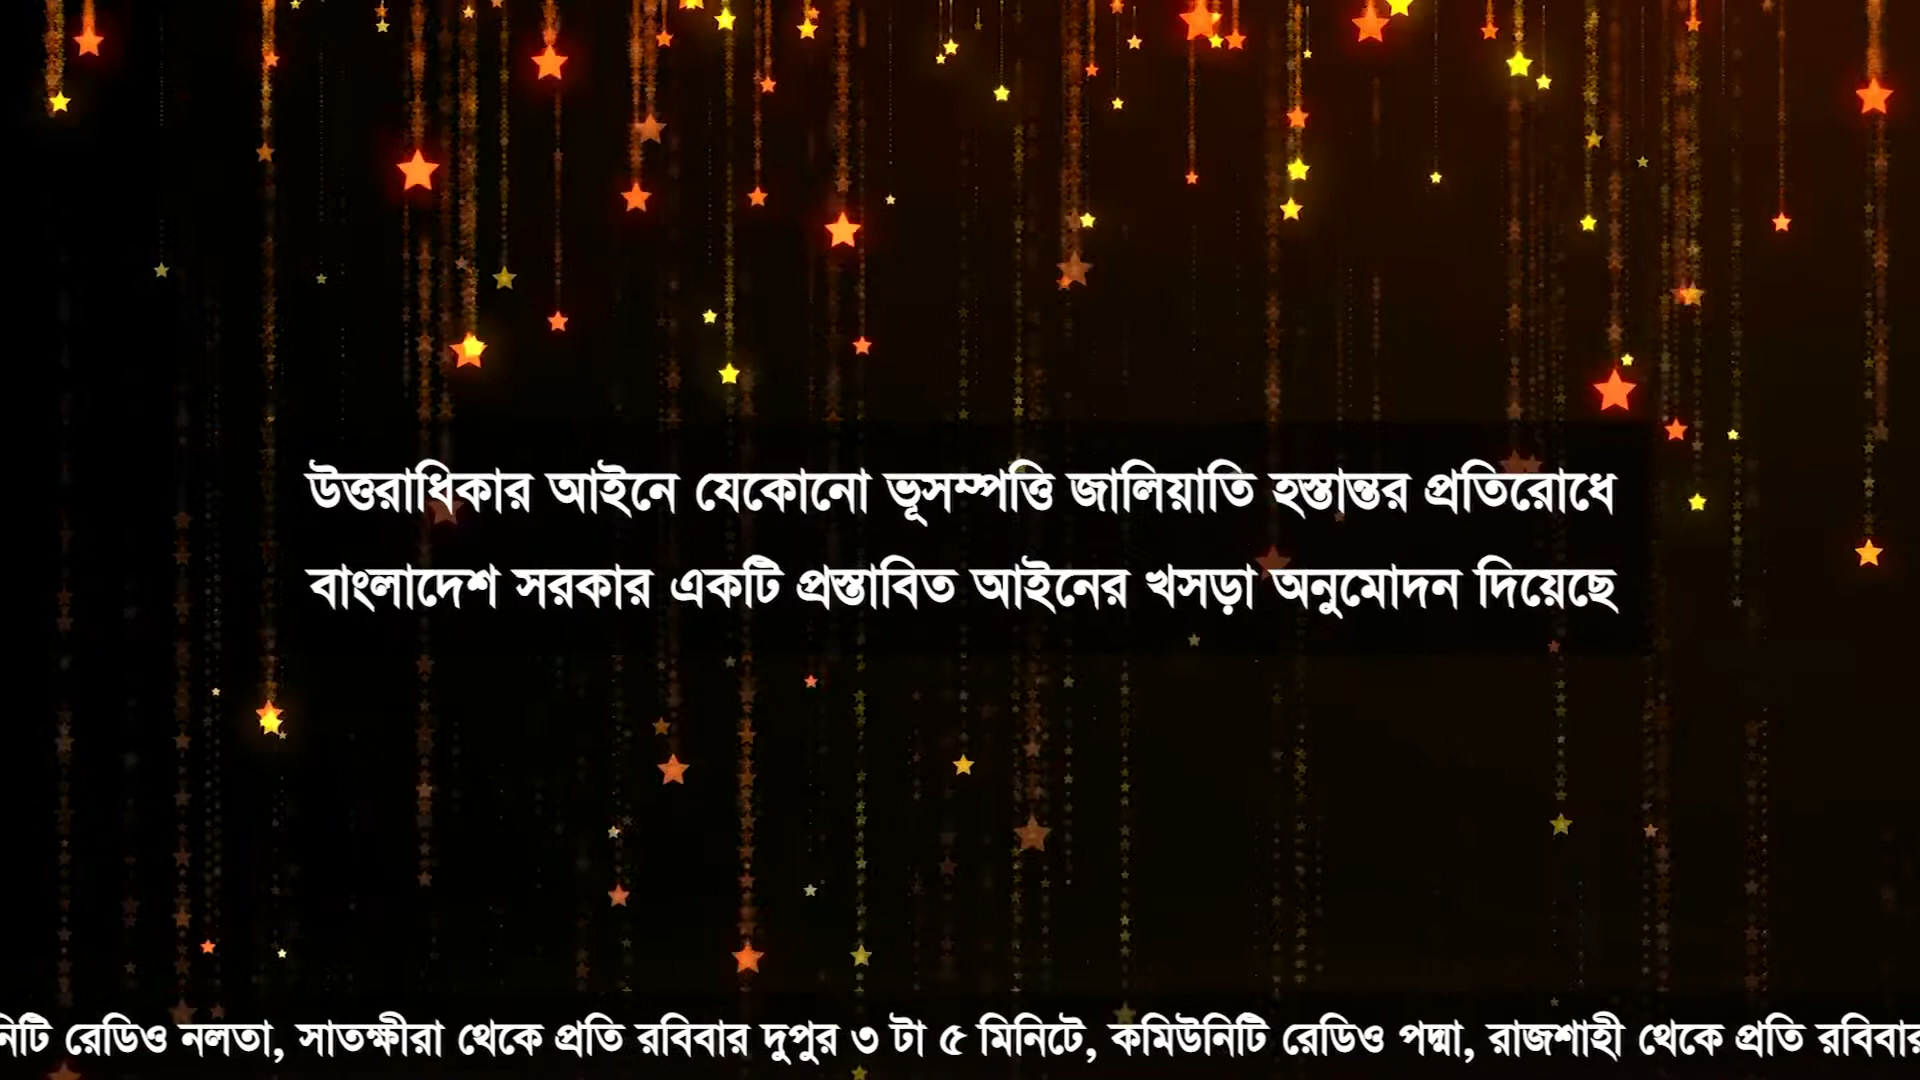 উত্তরাধিকার আইনে যেকোনো ভূসম্পত্তি জালিয়াতি হস্তান্তর প্রতিরোধে
বাংলাদেশ সরকার একটি প্রস্তাবিত আইনের খসড়া অনুমোদন দিয়েছে
নিটি রেডিও নলতা, সাতক্ষীরা থেকে প্রতি রবিবার দুপুর ৩ টা ৫ মিনিটে, কমিউনিটি রেডিও পদ্মা, রাজশাহী থেকে প্রতি রবিবার